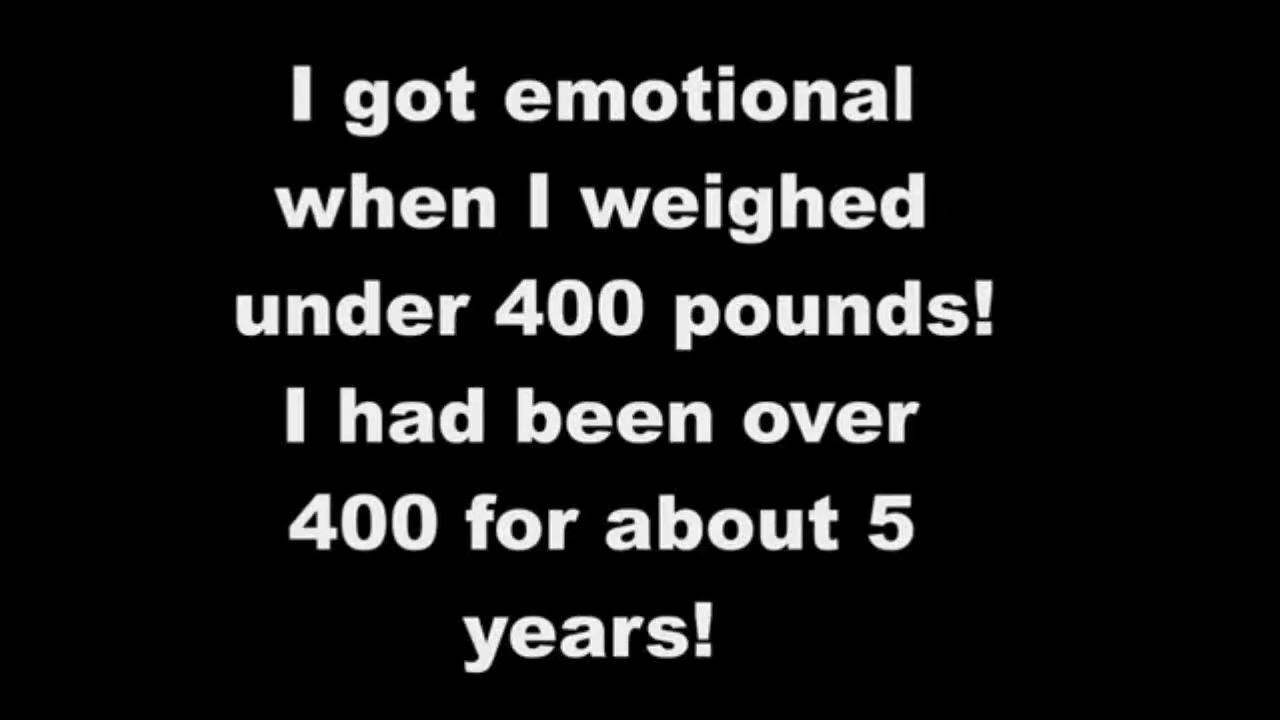 I got emotional
when I weighed
under 400 pounds!
I had been over
400 for about 5
years!